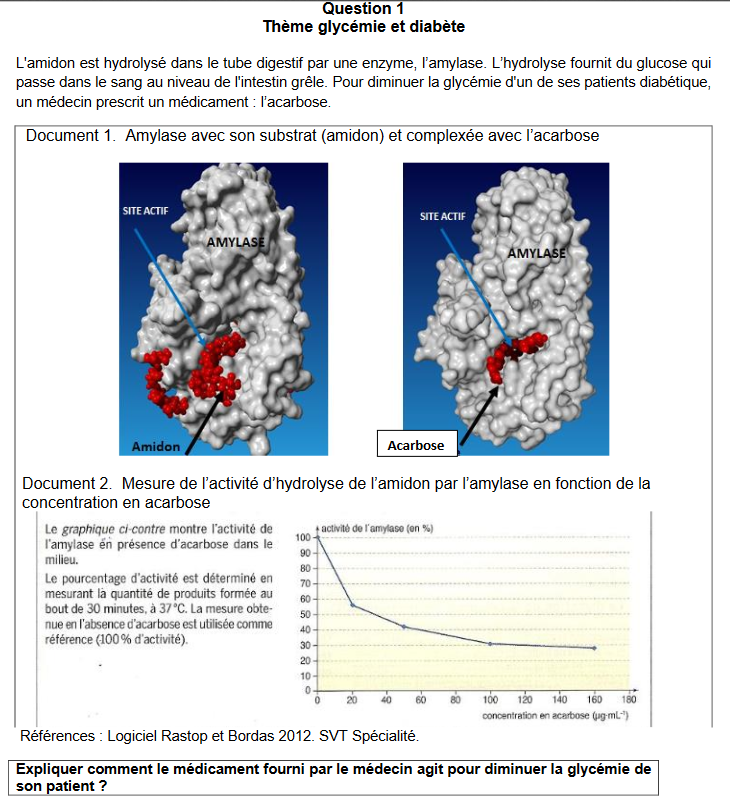 Question 1
Thème glycémie et diabète
L'amidon est hydrolysé dans le tube digestif par une enzyme, l'amylase. L'hydrolyse fournit du glucose qui
passe dans le sang au niveau de l'intestin grêle. Pour diminuer la glycémie d'un de ses patients diabétique,
un médecin prescrit un médicament : l'acarbose.
Document 1. Amylase avec son substrat (amidon) et complexée avec l'acarbose
SITE ACTIF
AMYLASE
Amidon
SITE ACTIF
AMYLASE
Acarbose
Document 2. Mesure de l'activité d'hydrolyse de l'amidon par l'amylase en fonction de la
concentration en acarbose
Le graphique ci-contre montre l'activité de
l'amylase én présence d'acarbose dans le
milieu.
Le pourcentage d'activité est déterminé en
mesurant là quantité de produits formée au
bout de 30 minutes, à 37 °C. La mesure obte-
nue en l'absence d'acarbose est utilisée comme
référence (100 % d'activité).
activité de l'amylase (en %)
100
90
80
70
60
50
40
30
20
10
0
0 20 40 60 80 100 120 140 160 180
concentration en acarbose (µg·mL⁻¹)
Références : Logiciel Rastop et Bordas 2012. SVT Spécialité.
Expliquer comment le médicament fourni par le médecin agit pour diminuer la glycémie de
son patient ?